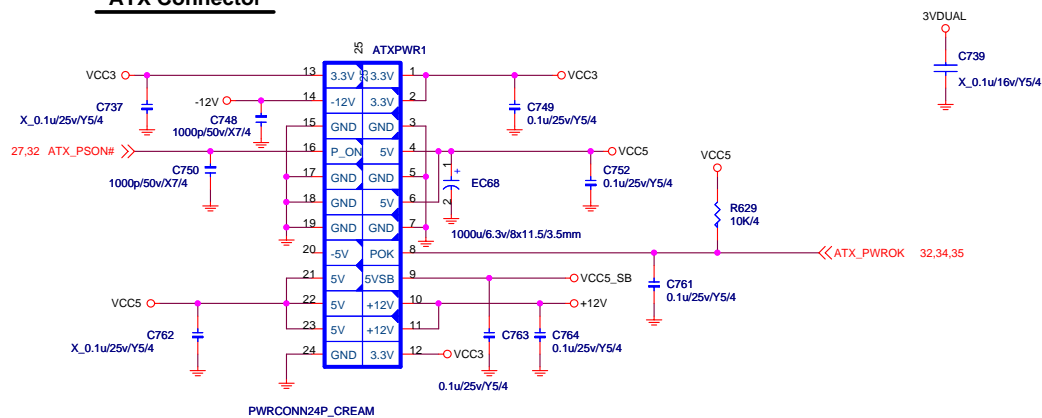 ATX Connector
3VDUAL
C739
X_0.1u/16v/Y5/4
25 ATXPWR1
VCC3 13 3.3V 25 3.3V 1 VCC3
C737
X_0.1u/25v/Y5/4
-12V 14 -12V 3.3V 2
C748
1000p/50v/X7/4
C749
0.1u/25v/Y5/4
15 GND GND 3
27,32 ATX_PSON# 16 P_ON 5V 4 VCC5
C750
1000p/50v/X7/4
17 GND GND 5
1 + EC68
2
1000u/6.3v/8x11.5/3.5mm
C752
0.1u/25v/Y5/4
VCC5
R629
10K/4
18 GND 5V 6
19 GND GND 7
20 -5V POK 8 ATX_PWROK 32,34,35
C761
0.1u/25v/Y5/4
21 5V 5VSB 9 VCC5_SB
VCC5 22 5V +12V 10 +12V
C762
X_0.1u/25v/Y5/4
23 5V +12V 11
C763 C764
0.1u/25v/Y5/4
24 GND 3.3V 12 VCC3
0.1u/25v/Y5/4
PWRCONN24P_CREAM